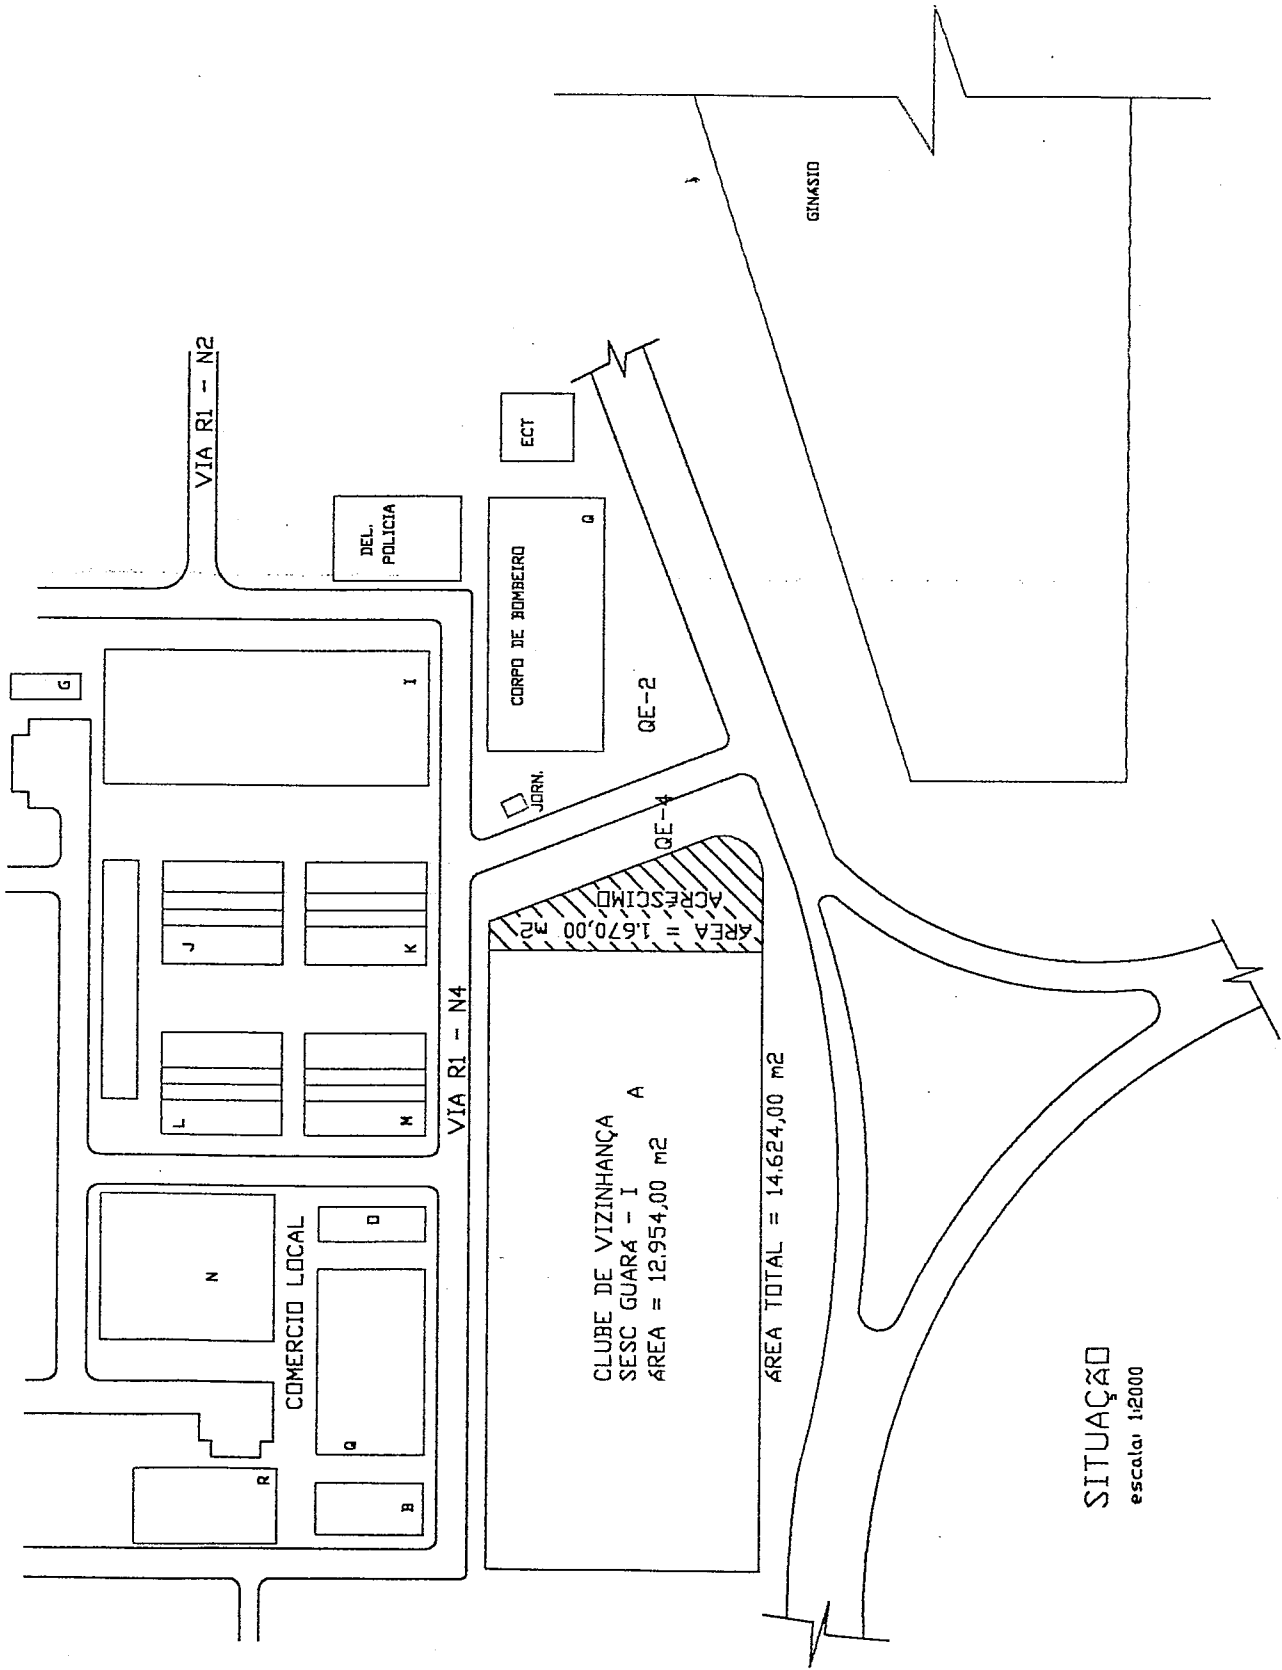 VIA R1 - N2
GINÁSIO
ECT
DEL.
POLICIA
CORPO DE BOMBEIRO
Q
G
I
QE-2
JORN.
QE-4
J
K
L
M
VIA R1 - N4
ACRÉSCIMO
ÁREA = 1.670,00 m2
CLUBE DE VIZINHANÇA
SESC GUARÁ - I A
ÁREA = 12.954,00 m2
ÁREA TOTAL = 14.624,00 m2
N
O
COMERCIO LOCAL
Q
R
B
SITUAÇÃO
escala: 1:2000